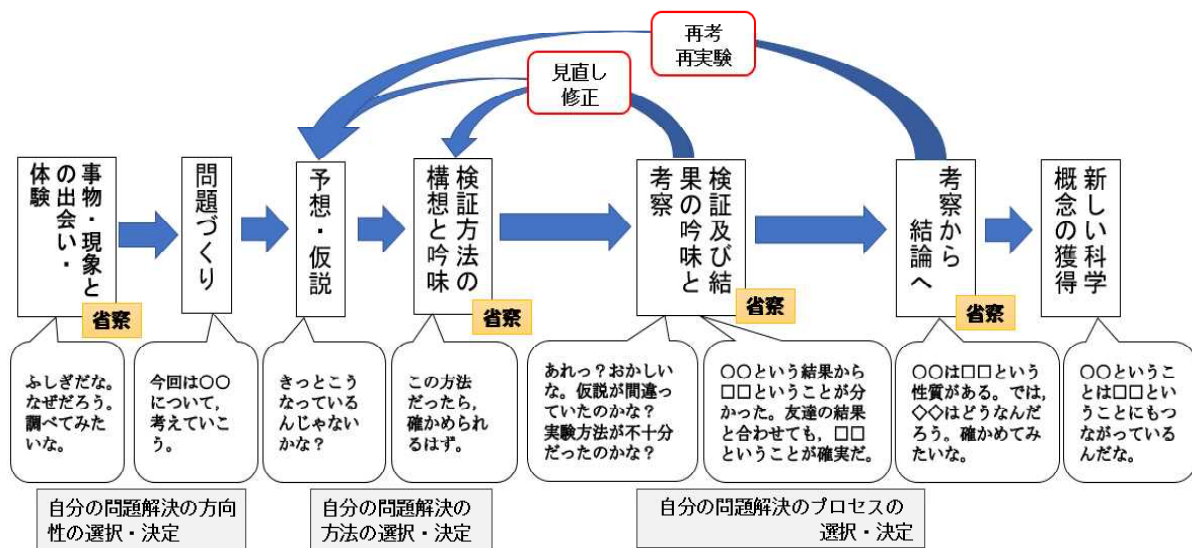 再考
再実験
見直し
修正
事物・現象と
の出会い・
体験
問題づくり
予想・仮説
検証方法の
構想と吟味
検証及び結
果の吟味と
考察
考察から
結論へ
新しい科学
概念の獲得
省察
省察
省察
省察
ふしぎだな。
なぜだろう。
調べてみた
いな。
今回は〇〇
について,
考えていこ
う。
きっとこう
なっている
んじゃない
かな?
この方法
だったら,
確かめられ
るはず。
あれっ?おかしい
な。仮説が間違っ
ていたのかな?
実験方法が不十分
だったのかな?
〇〇という結果から
□□ということが分
かった。友達の結果
と合わせても,□□
ということが確実だ。
〇〇は□□という
性質がある。では,
◇◇はどうなんだ
ろう。確かめてみ
たいな。
〇〇というこ
とは□□とい
うことにもつ
ながっている
んだな。
自分の問題解決の方向
性の選択・決定
自分の問題解決の
方法の選択・決定
自分の問題解決のプロセスの
選択・決定